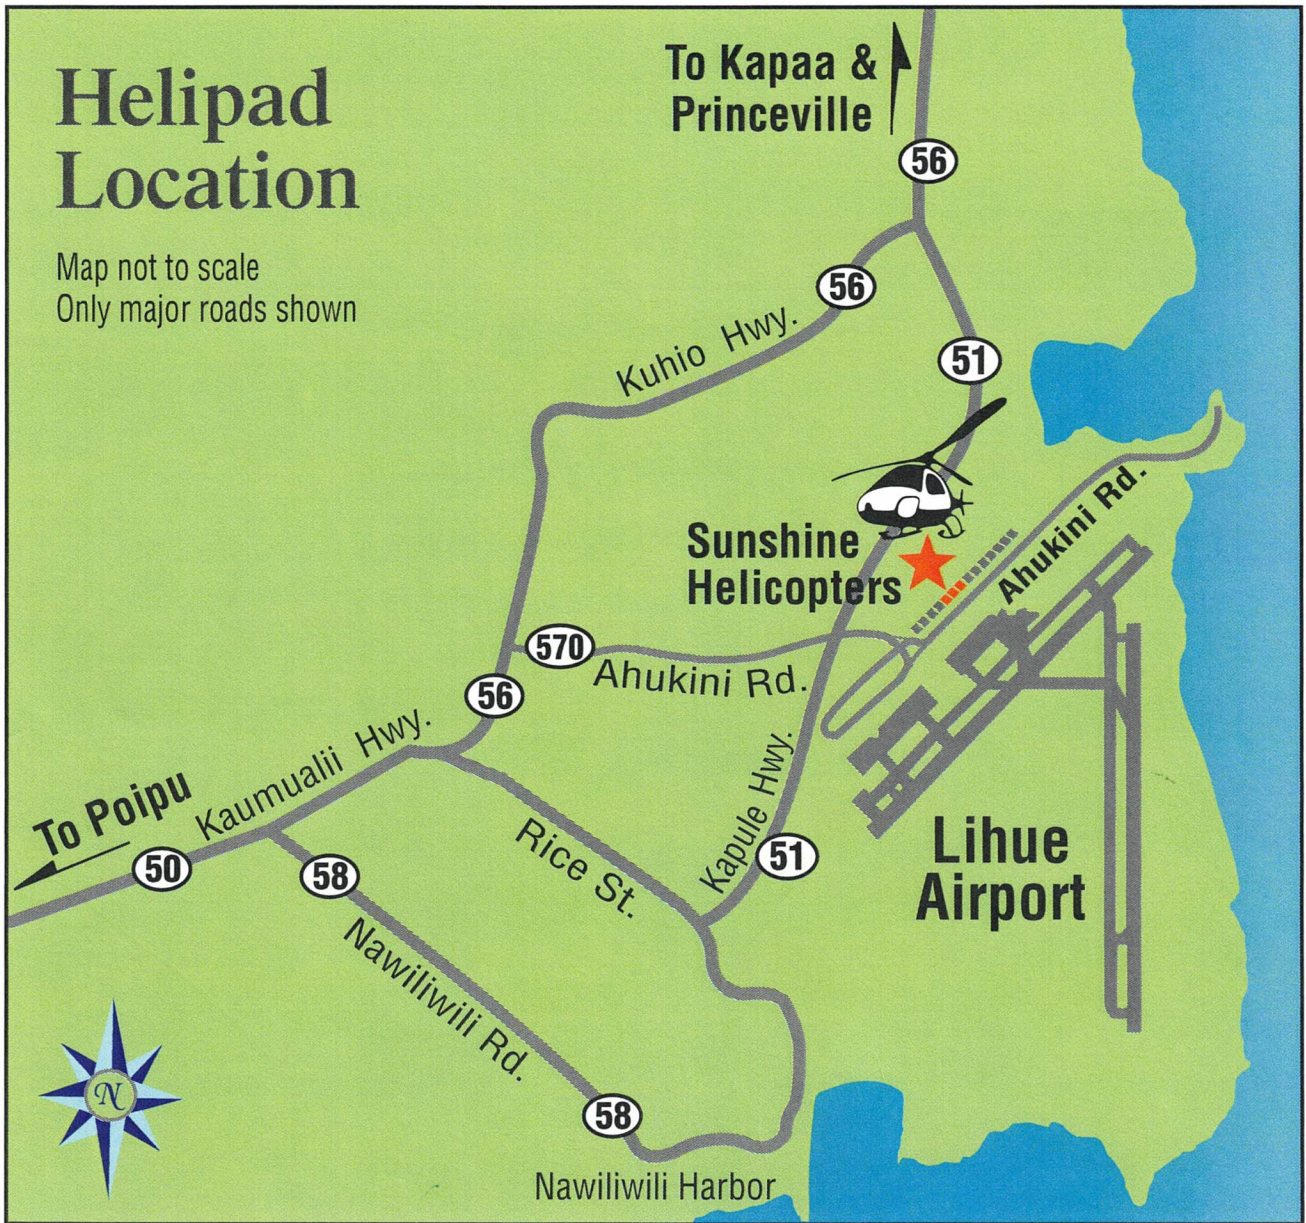 Helipad
Location
Map not to scale
Only major roads shown
To Kapaa &
Princeville
56
56
Kuhio Hwy.
51
Sunshine
Helicopters
Ahukini Rd.
570
Ahukini Rd.
56
Kaumualii Hwy.
To Poipu
50
58
Rice St.
Kapule Hwy.
51
Lihue
Airport
Nawiliwili Rd.
58
N
Nawiliwili Harbor